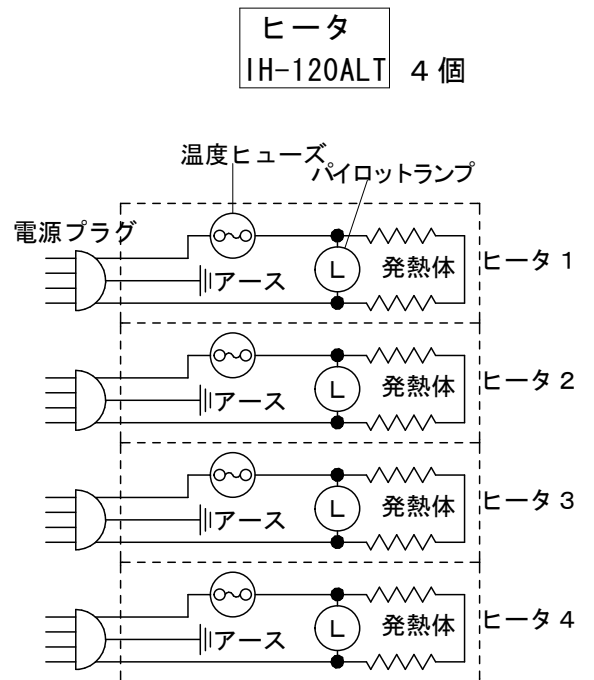 ヒータ
IH-120ALT 4個
温度ヒューズ
パイロットランプ
電源プラグ
アース
L
発熱体
ヒータ1
アース
L
発熱体
ヒータ2
アース
L
発熱体
ヒータ3
アース
L
発熱体
ヒータ4